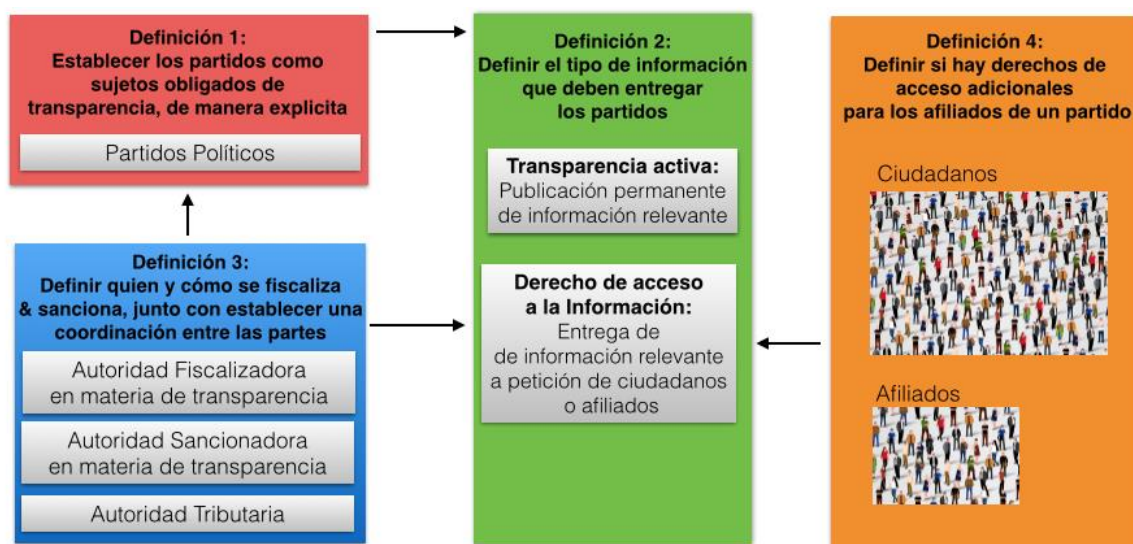 Definición 1:
Establecer los partidos como
sujetos obligados de
transparencia, de manera explicita
Partidos Políticos
Definición 3:
Definir quien y cómo se fiscaliza
& sanciona, junto con establecer una
coordinación entre las partes
Autoridad Fiscalizadora
en materia de transparencia
Autoridad Sancionadora
en materia de transparencia
Autoridad Tributaria
Definición 2:
Definir el tipo de información
que deben entregar
los partidos
Transparencia activa:
Publicación permanente
de información relevante
Derecho de acceso
a la Información:
Entrega de
de información relevante
a petición de ciudadanos
o afiliados
Definición 4:
Definir si hay derechos de
acceso adicionales
para los afiliados de un partido
Ciudadanos
Afiliados